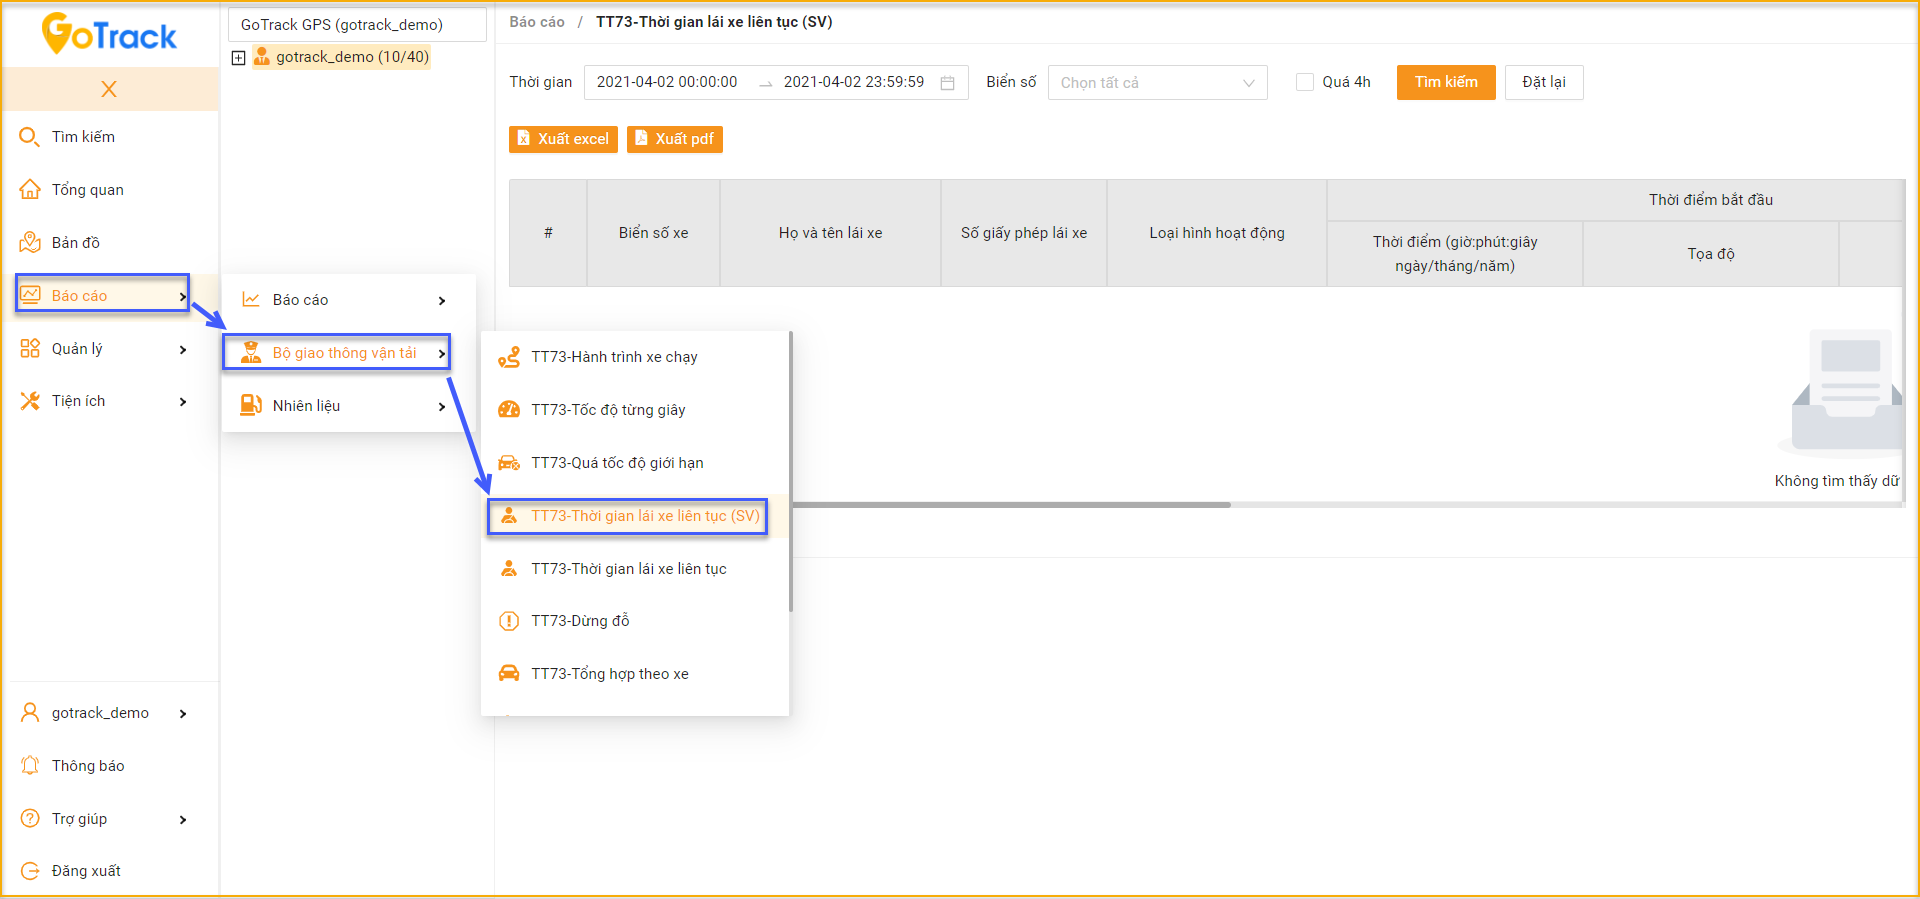 GoTrack
X
Tìm kiếm
Tổng quan
Bản đồ
Báo cáo
Quản lý
Tiện ích
gotrack_demo
Thông báo
Trợ giúp
Đăng xuất
GoTrack GPS (gotrack_demo)
gotrack_demo (10/40)
Báo cáo
Bộ giao thông vận tải
Nhiên liệu
TT73-Hành trình xe chạy
TT73-Tốc độ từng giây
TT73-Quá tốc độ giới hạn
TT73-Thời gian lái xe liên tục (SV)
TT73-Thời gian lái xe liên tục
TT73-Dừng đỗ
TT73-Tổng hợp theo xe
Báo cáo / TT73-Thời gian lái xe liên tục (SV)
Thời gian 2021-04-02 00:00:00 → 2021-04-02 23:59:59 Biển số Chọn tất cả Quá 4h Tìm kiếm Đặt lại
Xuất excel Xuất pdf
# Biển số xe Họ và tên lái xe Số giấy phép lái xe Loại hình hoạt động
Thời điểm bắt đầu
Thời điểm (giờ:phút:giây
ngày/tháng/năm)
Tọa độ
Không tìm thấy dữ